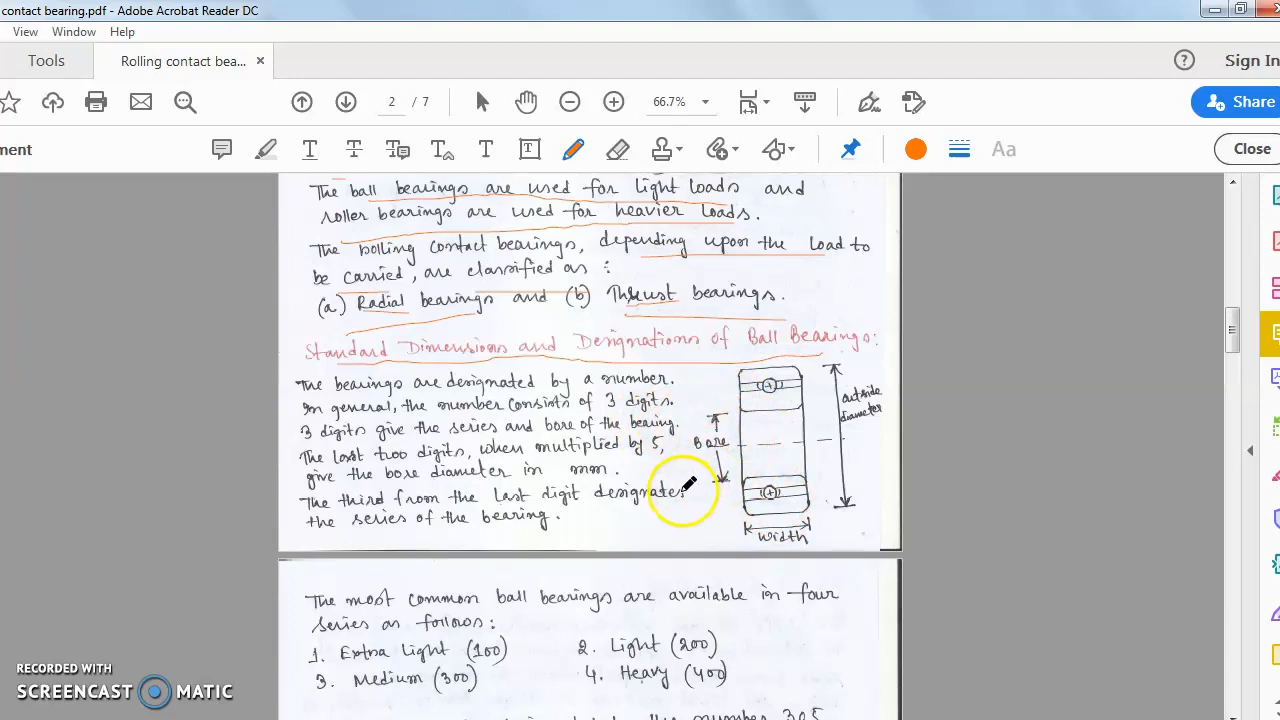 contact bearing.pdf - Adobe Acrobat Reader DC
View Window Help
Tools Rolling contact bea... × Sign In
2 / 7 66.7% Share
ment Aa Close
The ball bearings are used for light loads and
roller bearings are used for heavier loads.
The Rolling contact bearings, depending upon the load to
be carried, are classified as :
(a) Radial bearings and (b) Thrust bearings.
Standard Dimensions and Designations of Ball Bearings:
The bearings are designated by a number.
In general, the number consists of 3 digits.
3 digits give the series and bore of the bearing.
The last two digits, when multiplied by 5,
give the bore diameter in mm.
The third from the last digit designates
the series of the bearing.
Bore
outside
diameter
width
The most common ball bearings are available in four
series as follows:
1. Extra Light (100) 2. Light (200)
3. Medium (300) 4. Heavy (400)
the number 305
RECORDED WITH
SCREENCAST MATIC